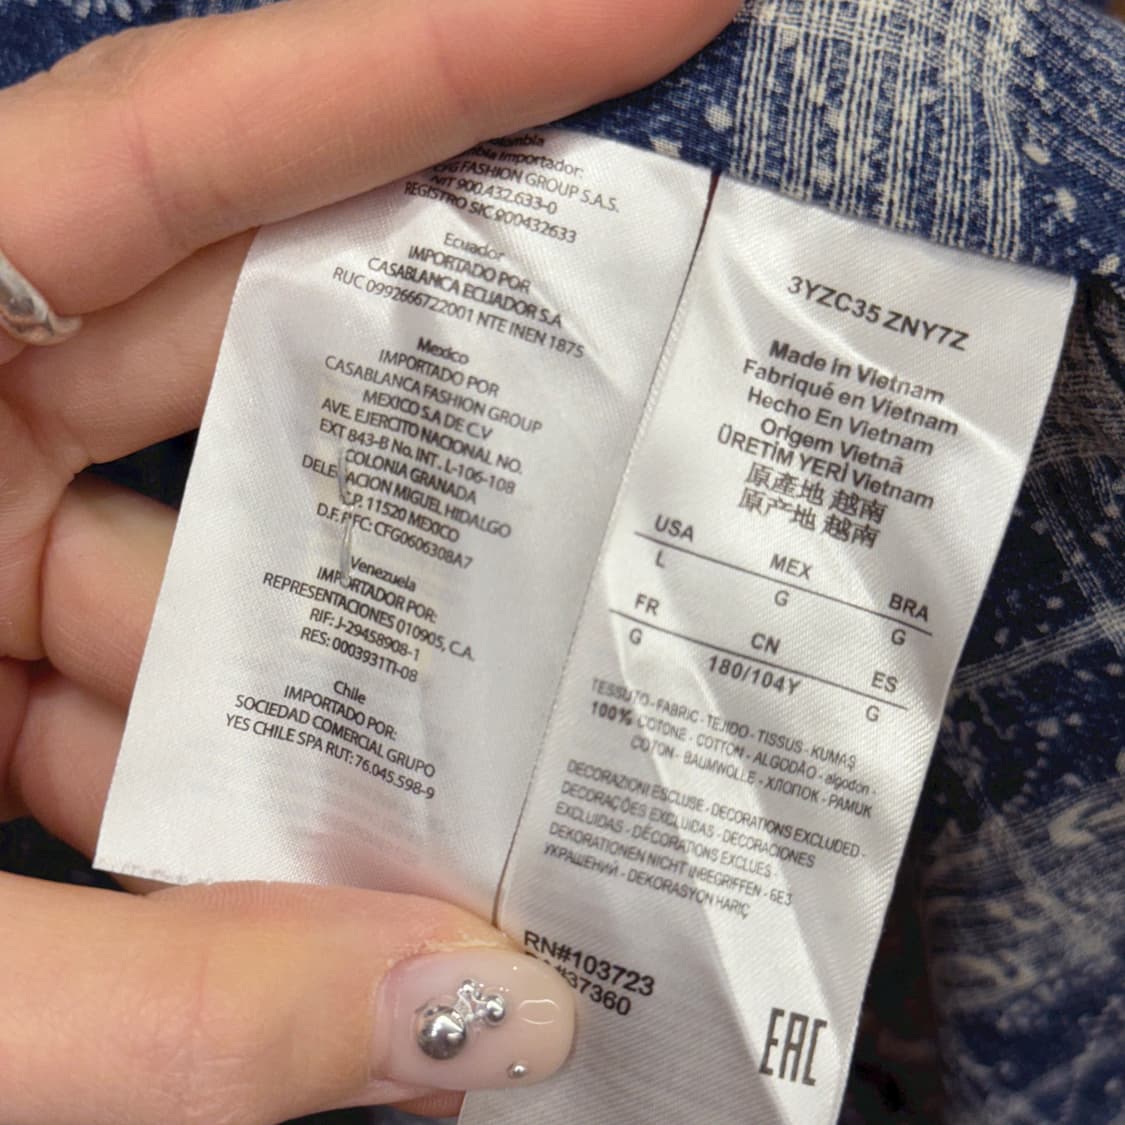 Importador:
FASHION GROUP S.A.S.
NIT 900.432.633-0
REGISTRO SIC 900432633
Ecuador
IMPORTADO POR
CASABLANCA ECUADOR S.A
RUC 0992666722001 NTE INEN 1875
Mexico
IMPORTADO POR
CASABLANCA FASHION GROUP
MEXICO S.A DE C.V
AVE. EJERCITO NACIONAL NO.
EXT 843-B No. INT. L-106-108
COLONIA GRANADA
DELE ACION MIGUEL HIDALGO
C.P. 11520 MEXICO
D.F. FC: CFG0606308A7
Venezuela
IMPORTADOR POR:
REPRESENTACIONES 010905, C.A.
RIF: J-29458908-1
RES: 0003931TI-08
Chile
IMPORTADO POR:
SOCIEDAD COMERCIAL GRUPO
YES CHILE SPA RUT: 76.045.598-9
3YZC35 ZNY7Z
Made in Vietnam
Fabriqué en Vietnam
Hecho En Vietnam
Origem Vietnã
ÜRETİM YERİ Vietnam
原產地 越南
原产地 越南
USA MEX BRA
L G G
FR CN ES
G 180/104Y G
TESSUTO - FABRIC - TEJIDO - TISSUS - KUMAŞ
100% COTONE - COTTON - ALGODÃO - algodon -
COTON - BAUMWOLLE - ХЛОПОК - PAMUK
DECORAZIONI ESCLUSE - DECORATIONS EXCLUDED -
DECORAÇÕES EXCLUIDAS - DECORACIONES
EXCLUIDAS - DÉCORATIONS EXCLUES -
DEKORATIONEN NICHT INBEGRIFFEN - БЕЗ
УКРАШЕНИЙ - DEKORASYON HARIÇ
RN#103723
#37360
EAC